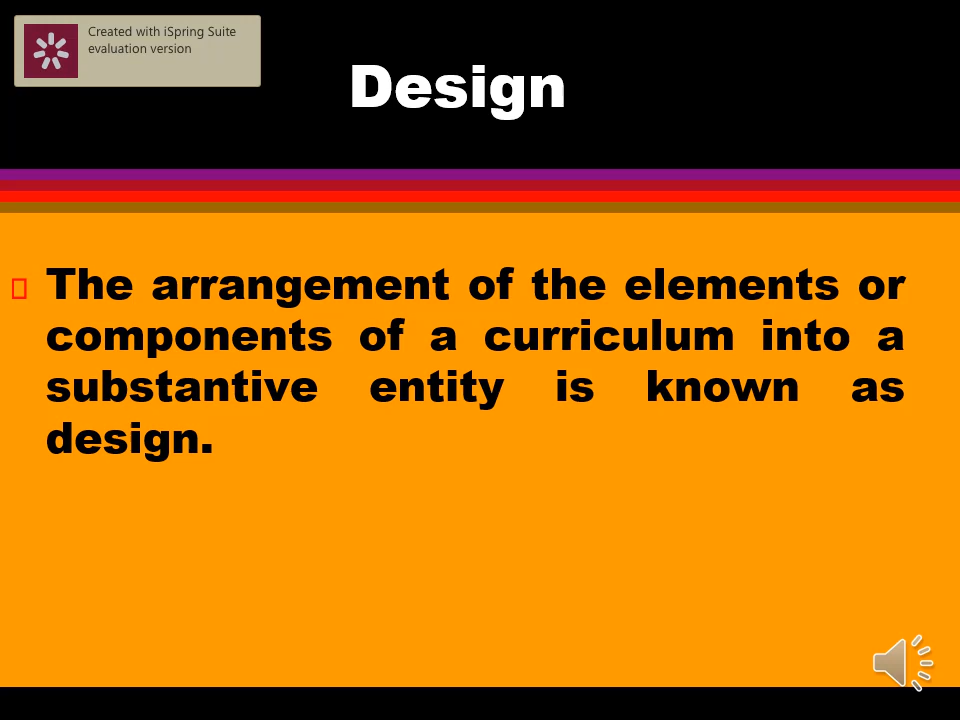 Created with iSpring Suite
evaluation version
Design
The arrangement of the elements or
components of a curriculum into a
substantive entity is known as
design.